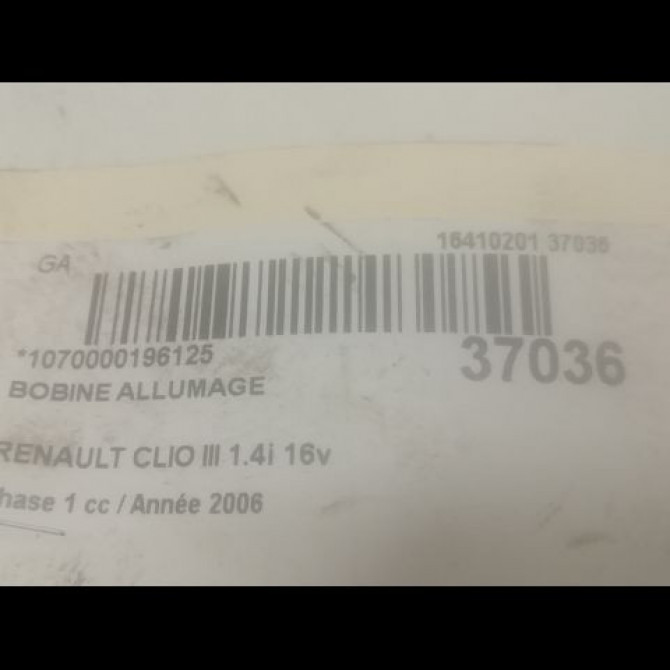 GA
16410201 37036
*1070000196125
37036
BOBINE ALLUMAGE
RENAULT CLIO III 1.4i 16v
hase 1 cc / Année 2006